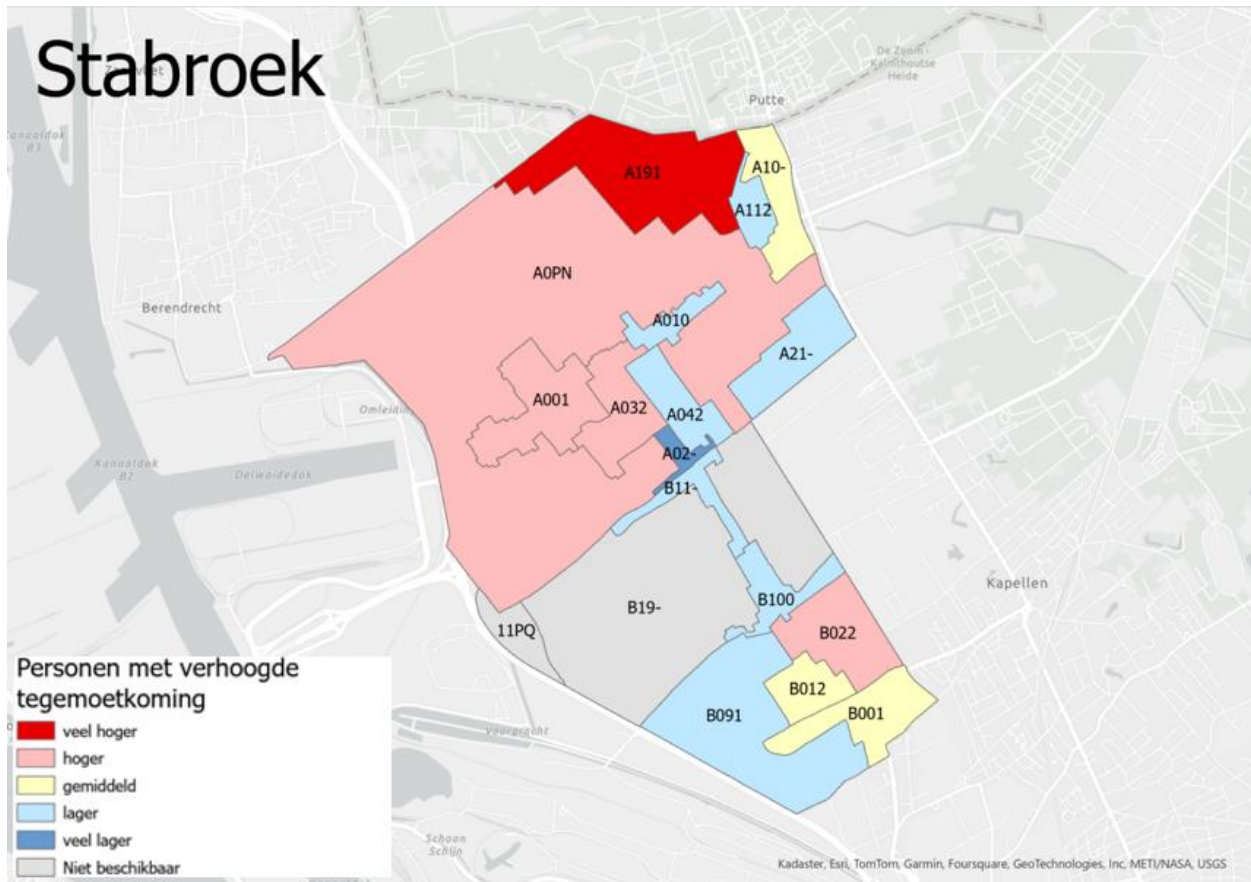 Stabroek
Kanaaldok
B3
De Zoom -
Kalmthoutse
Heide
Putte
A191
A10-
A112
A0PN
Berendrecht
A010
A21-
A001
A032
A042
Omleiding
A02-
B11-
Kanaaldok
B2
Delwaidedok
Kapellen
B19-
B100
11PQ
B022
B012
B091
B001
Voorgracht
Schoon
Schijn
Personen met verhoogde
tegemoetkoming
veel hoger
hoger
gemiddeld
lager
veel lager
Niet beschikbaar
Kadaster, Esri, TomTom, Garmin, Foursquare, GeoTechnologies, Inc, METI/NASA, USGS